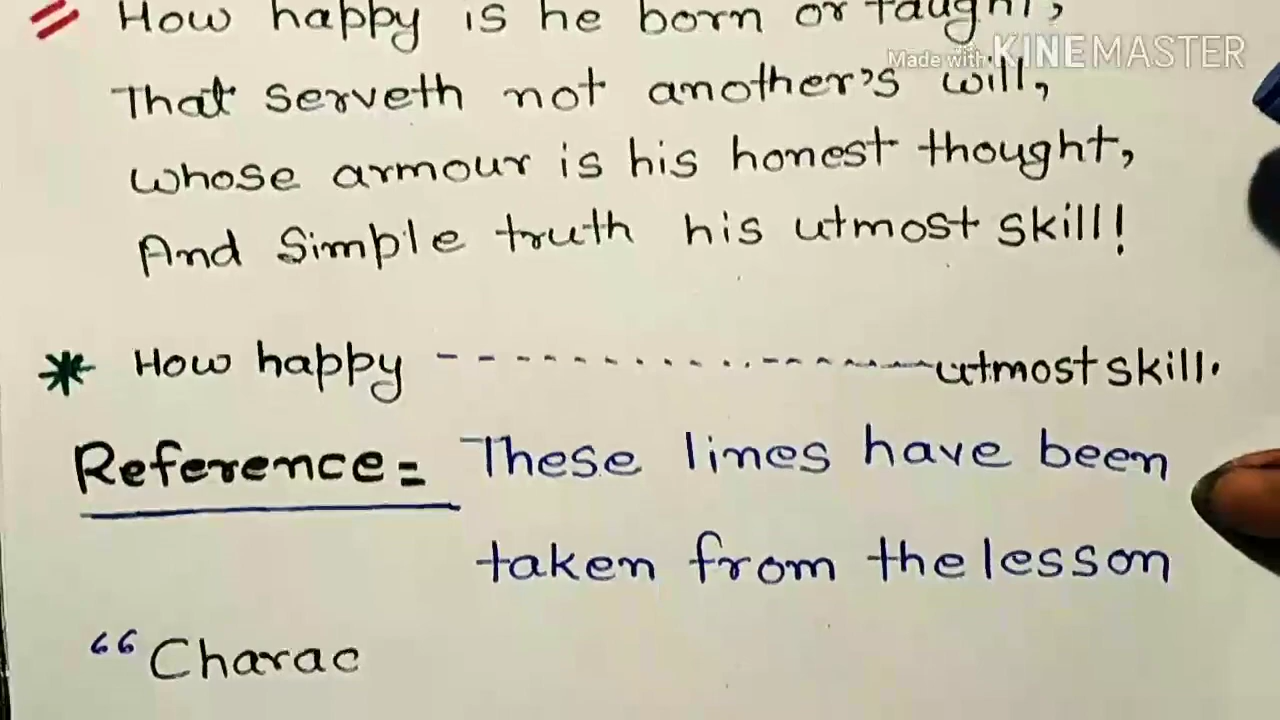 How happy is he born or taught,
Made with KINEMASTER
That serveth not another's will,
whose armour is his honest thought,
And Simple truth his utmost skill!
How happy - - - - - - - - - - - - - - - - - - utmost skill.
Reference = These lines have been
taken from the lesson
“Charac